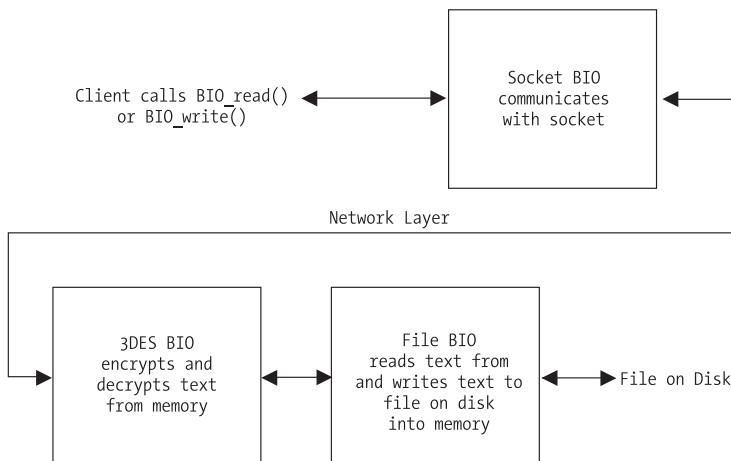 Client calls BIO_read()
or BIO_write()
Socket BIO
communicates
with socket
Network Layer
3DES BIO
encrypts and
decrypts text
from memory
File BIO
reads text from
and writes text to
file on disk
into memory
File on Disk